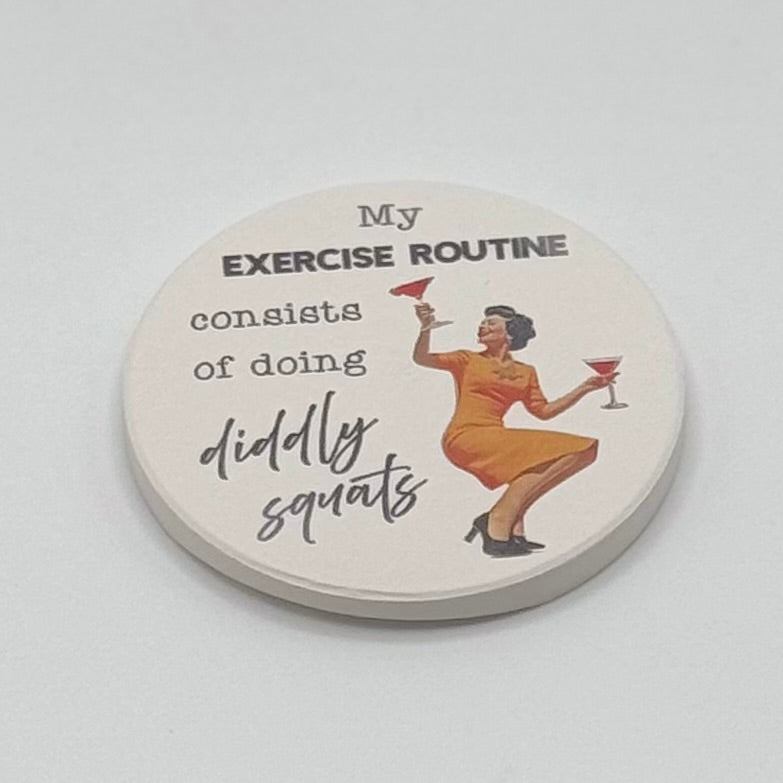 My
EXERCISE ROUTINE
consists
of doing
diddly
squats